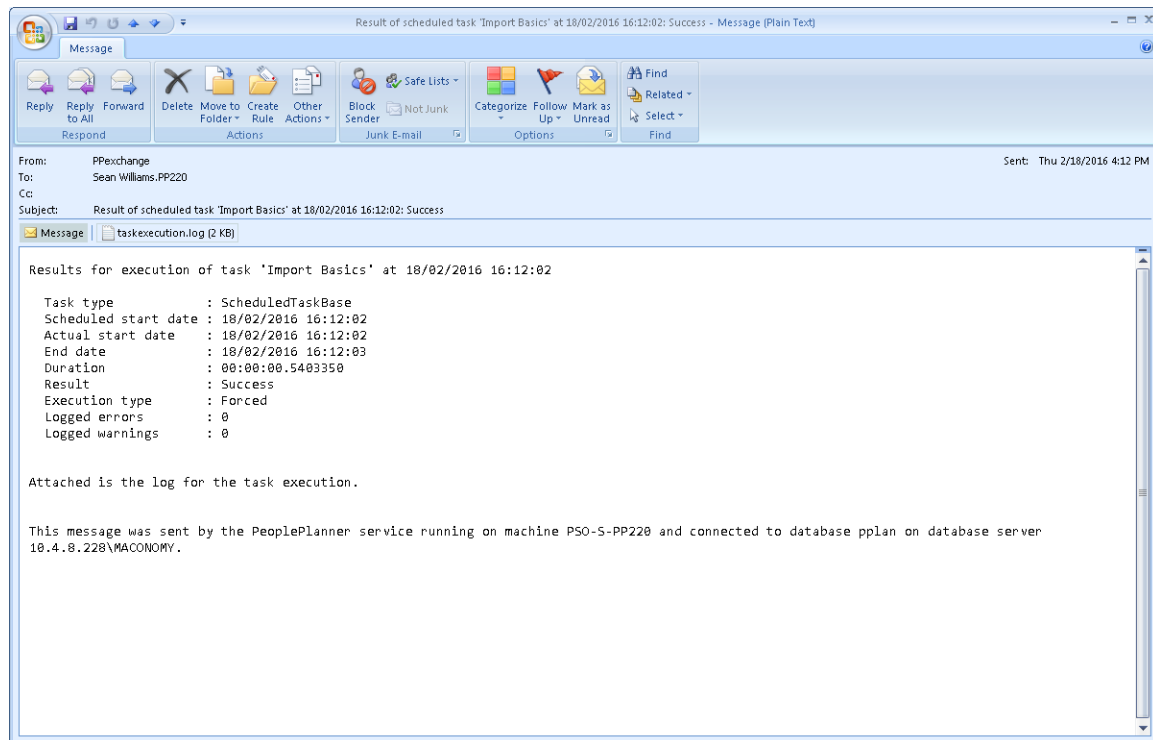 Result of scheduled task 'Import Basics' at 18/02/2016 16:12:02: Success - Message (Plain Text)
Message
Reply
Reply to All
Forward
Respond
Delete
Move to Folder
Create Rule
Other Actions
Actions
Block Sender
Safe Lists
Not Junk
Junk E-mail
Categorize
Follow Up
Mark as Unread
Options
Find
Related
Select
Find
From: PPexchange
Sent: Thu 2/18/2016 4:12 PM
To: Sean Williams.PP220
Cc:
Subject: Result of scheduled task 'Import Basics' at 18/02/2016 16:12:02: Success
Message
taskexecution.log (2 KB)
Results for execution of task 'Import Basics' at 18/02/2016 16:12:02
Task type : ScheduledTaskBase
Scheduled start date : 18/02/2016 16:12:02
Actual start date : 18/02/2016 16:12:02
End date : 18/02/2016 16:12:03
Duration : 00:00:00.5403350
Result : Success
Execution type : Forced
Logged errors : 0
Logged warnings : 0
Attached is the log for the task execution.
This message was sent by the PeoplePlanner service running on machine PSO-S-PP220 and connected to database pplan on database server
10.4.8.228\MACONOMY.